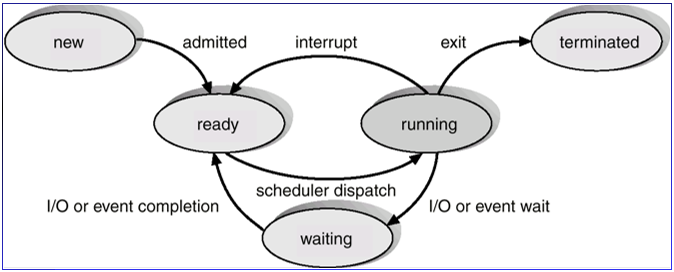 new
admitted
interrupt
exit
terminated
ready
running
scheduler dispatch
I/O or event completion
I/O or event wait
waiting